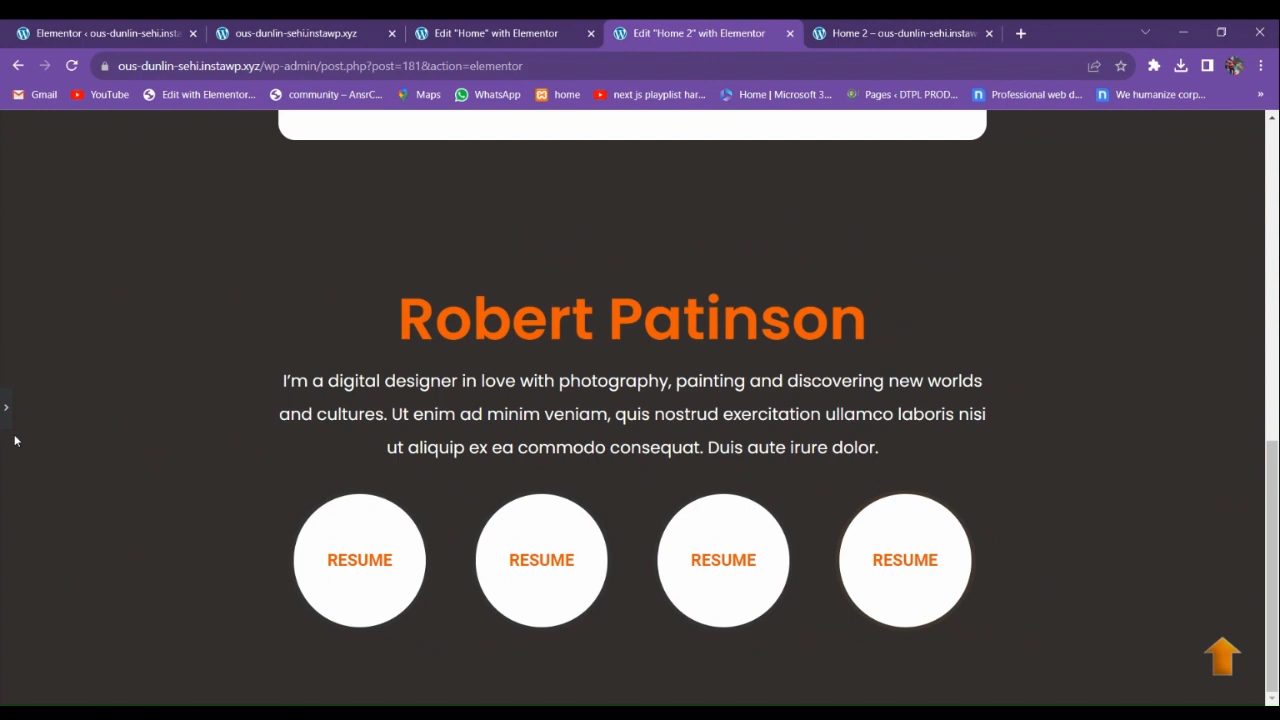 Elementor ‹ ous-dunlin-sehi.insta
ous-dunlin-sehi.instawp.xyz
Edit "Home" with Elementor
Edit "Home 2" with Elementor
Home 2 – ous-dunlin-sehi.instaw
ous-dunlin-sehi.instawp.xyz/wp-admin/post.php?post=181&action=elementor
Gmail
YouTube
Edit with Elementor...
community – AnsrC...
Maps
WhatsApp
home
next js playplist har...
Home | Microsoft 3...
Pages ‹ DTPL PROD...
Professional web d...
We humanize corp...
»
Robert Patinson
I’m a digital designer in love with photography, painting and discovering new worlds
and cultures. Ut enim ad minim veniam, quis nostrud exercitation ullamco laboris nisi
ut aliquip ex ea commodo consequat. Duis aute irure dolor.
RESUME
RESUME
RESUME
RESUME